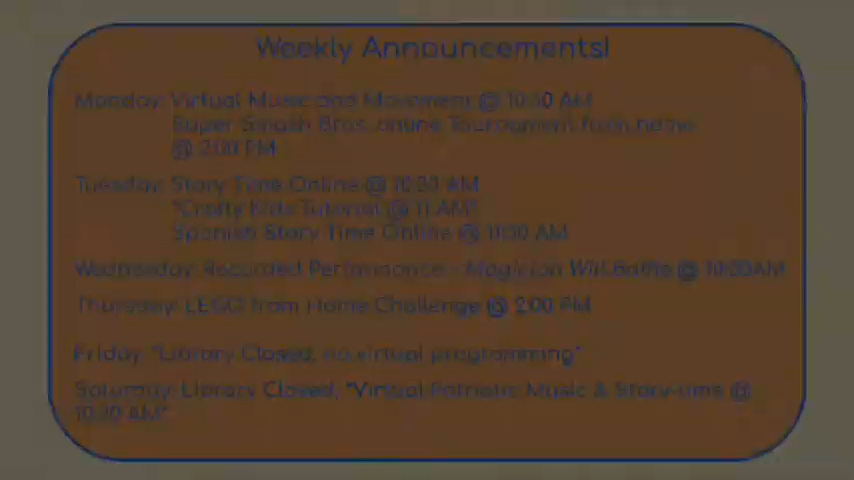 Weekly Announcements!
Monday: Virtual Music and Movement @ 10:30 AM
Super Smash Bros. online Tournament from home
@ 2:00 PM
Tuesday: Story Time Online @ 10:30 AM
"Crafty Kids Tutorial @ 11 AM"
Spanish Story Time Online @ 11:30 AM
Wednesday: Recorded Performance - Magician Will Baffle @ 10:00AM
Thursday: LEGO from Home Challenge @ 2:00 PM
Friday: "Library Closed, no virtual programming"
Saturday: Library Closed, "Virtual Patriotic Music & Story-time @
10:30 AM"